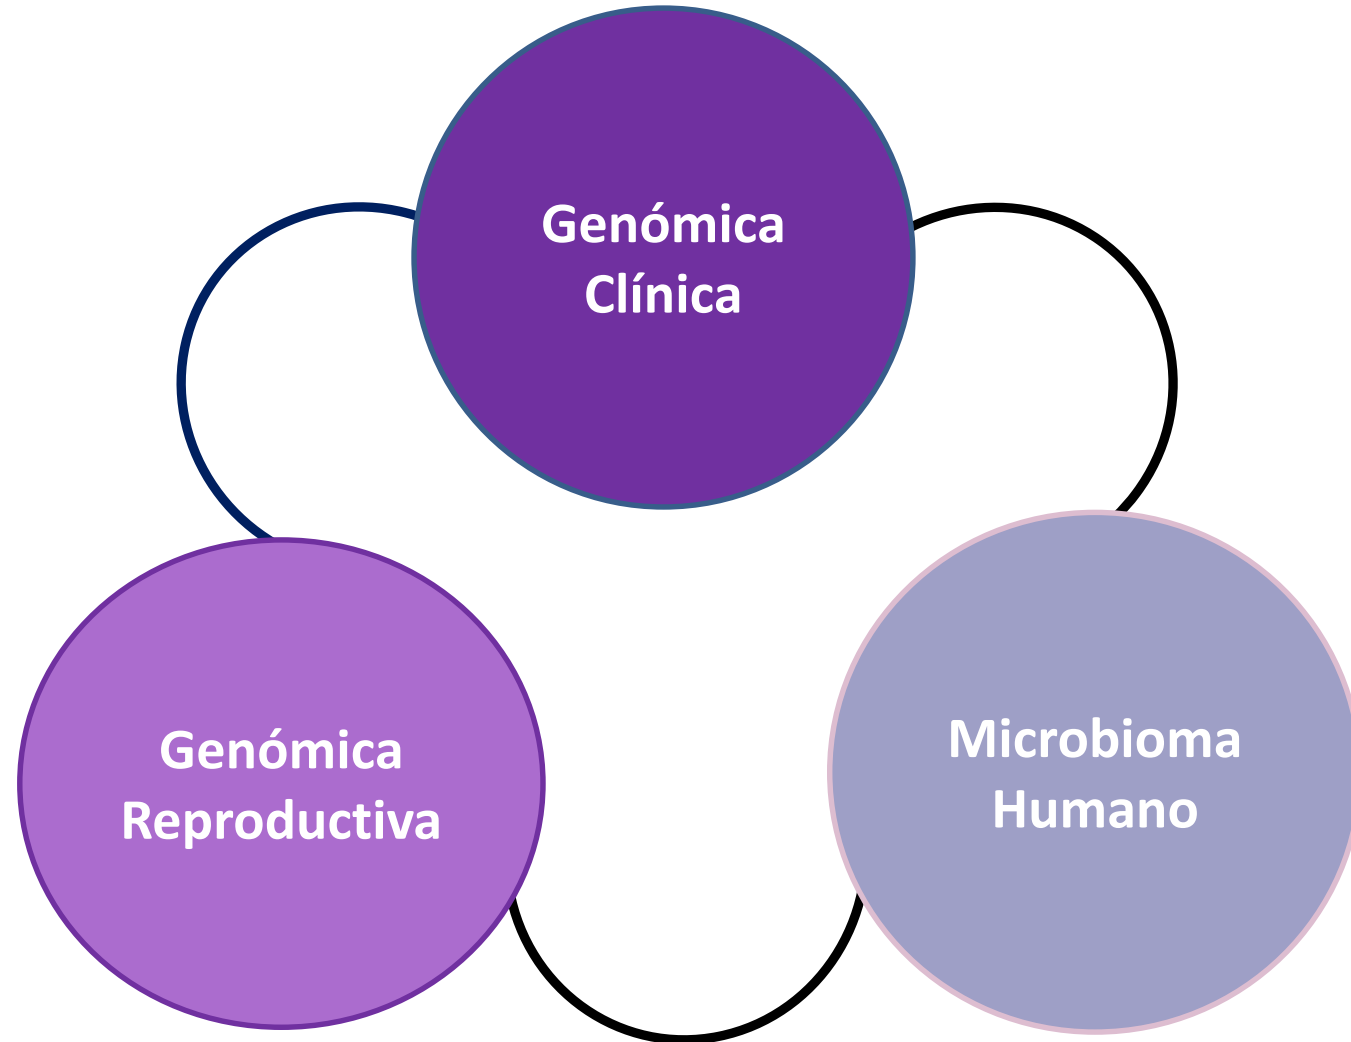 Genómica
Clínica
Genómica
Reproductiva
Microbioma
Humano